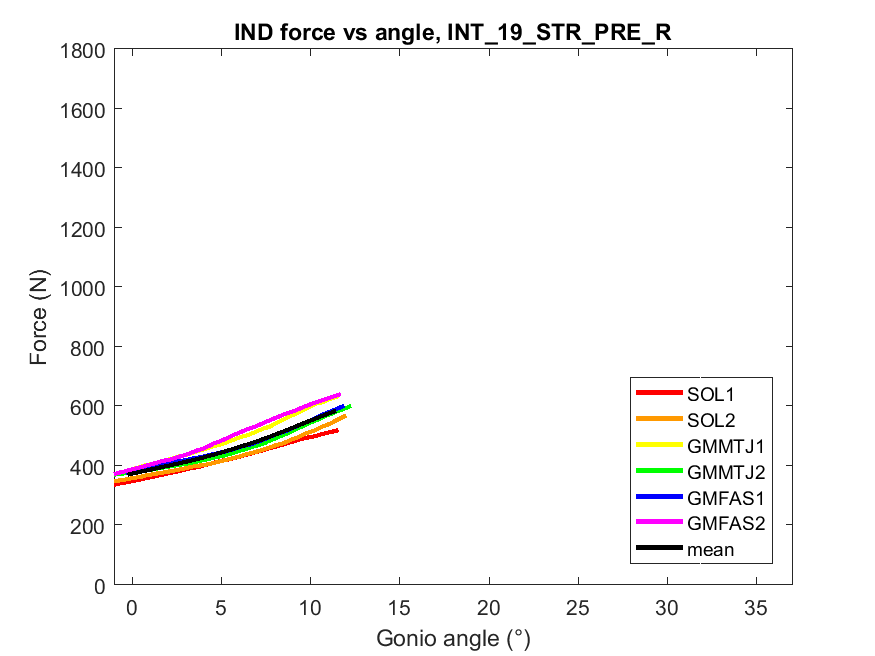 IND force vs angle, INT_19_STR_PRE_R
1800
1600
1400
1200
1000
800
600
400
200
0
Force (N)
0 5 10 15 20 25 30 35
Gonio angle (°)
SOL1
SOL2
GMMTJ1
GMMTJ2
GMFAS1
GMFAS2
mean